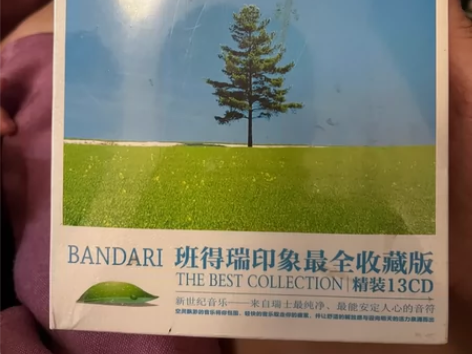 BANDARI 班得瑞印象最全收藏版
THE BEST COLLECTION 精装13CD
新世纪音乐——来自瑞士最纯净、最能安定人心的音符